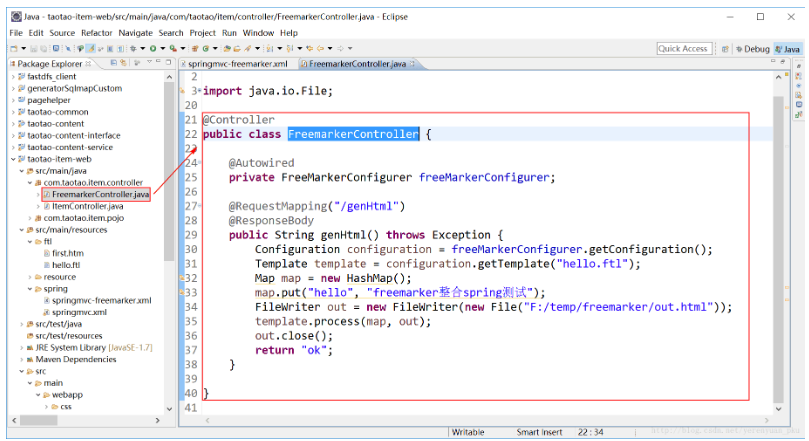 Java - taotao-item-web/src/main/java/com/taotao/item/controller/FreemarkerController.java - Eclipse
File Edit Source Refactor Navigate Search Project Run Window Help
Quick Access
Debug
Java
Package Explorer
fastdfs_client
generatorSqlmapCustom
pagehelper
taotao-common
taotao-content
taotao-content-interface
taotao-content-service
taotao-item-web
src/main/java
com.taotao.item.controller
FreemarkerController.java
ItemController.java
com.taotao.item.pojo
src/main/resources
ftl
first.htm
hello.ftl
resource
spring
springmvc-freemarker.xml
springmvc.xml
src/test/java
src/test/resources
JRE System Library [JavaSE-1.7]
Maven Dependencies
src
main
webapp
css
springmvc-freemarker.xml
FreemarkerController.java
2
3 import java.io.File;
20
21 @Controller
22 public class FreemarkerController {
23
24 @Autowired
25 private FreeMarkerConfigurer freeMarkerConfigurer;
26
27 @RequestMapping("/genHtml")
28 @ResponseBody
29 public String genHtml() throws Exception {
30 Configuration configuration = freeMarkerConfigurer.getConfiguration();
31 Template template = configuration.getTemplate("hello.ftl");
32 Map map = new HashMap();
33 map.put("hello", "freemarker整合spring测试");
34 FileWriter out = new FileWriter(new File("F:/temp/freemarker/out.html"));
35 template.process(map, out);
36 out.close();
37 return "ok";
38 }
39
40 }
41
Writable
Smart Insert
22 : 34